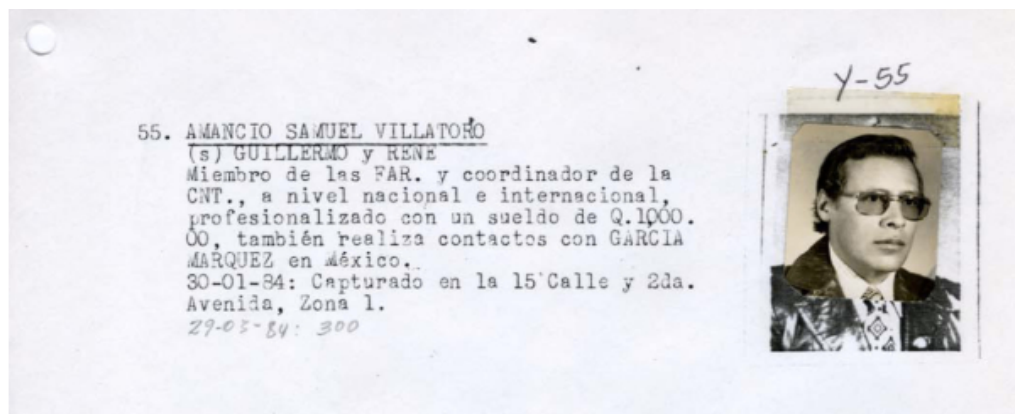 Y-55
55. AMANCIO SAMUEL VILLATORO
(s) GUILLERMO y RENE
Miembro de las FAR. y coordinador de la
CNT., a nivel nacional e internacional,
profesionalizado con un sueldo de Q.1000.
00, también realiza contactos con GARCIA
MARQUEZ en México.
30-01-84: Capturado en la 15 Calle y 2da.
Avenida, Zona 1.
29-03-84: 300